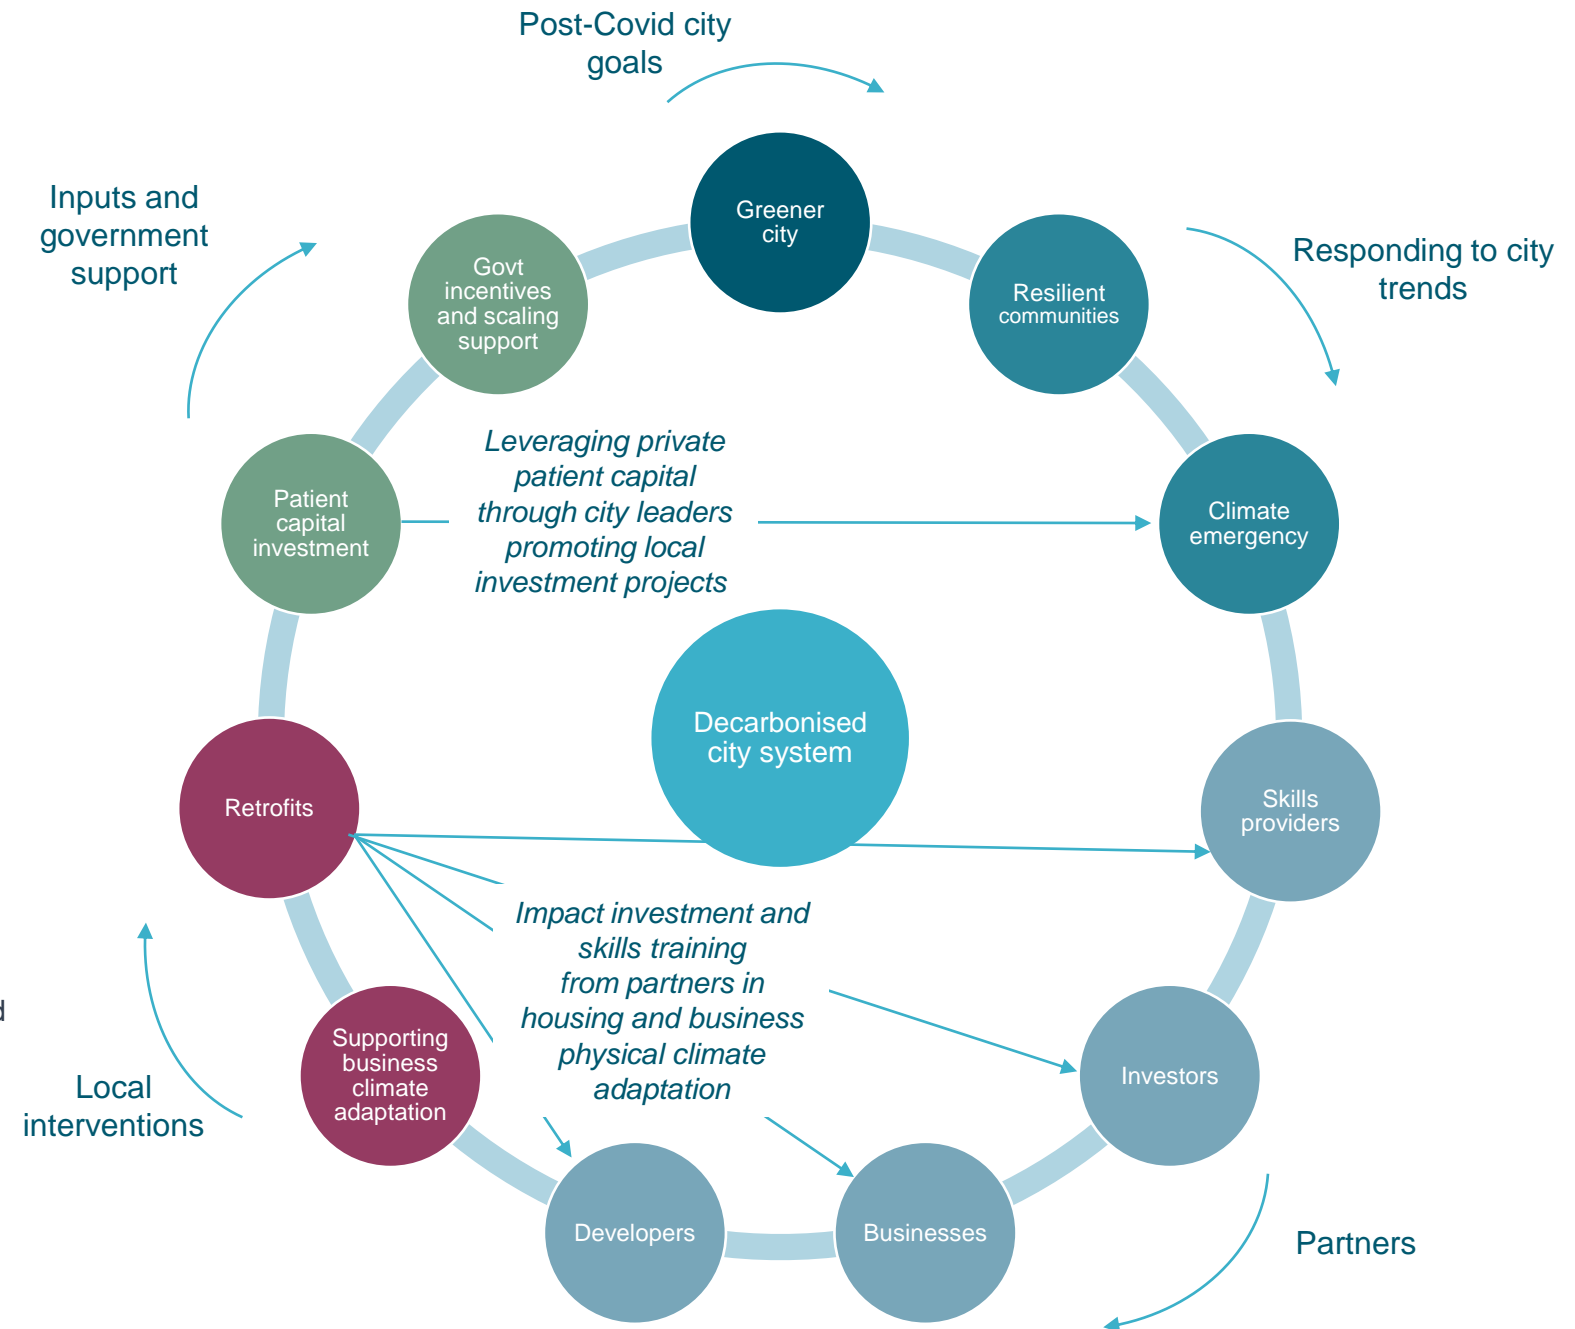 Post-Covid city
goals
Inputs and
government
support
Greener
city
Govt
incentives
and scaling
support
Resilient
communities
Responding to city
trends
Leveraging private
patient capital
through city leaders
promoting local
investment projects
Patient
capital
investment
Climate
emergency
Decarbonised
city system
Retrofits
Skills
providers
Impact investment and
skills training
from partners in
housing and business
physical climate
adaptation
d
Supporting
business
climate
adaptation
Investors
Local
interventions
Developers
Businesses
Partners